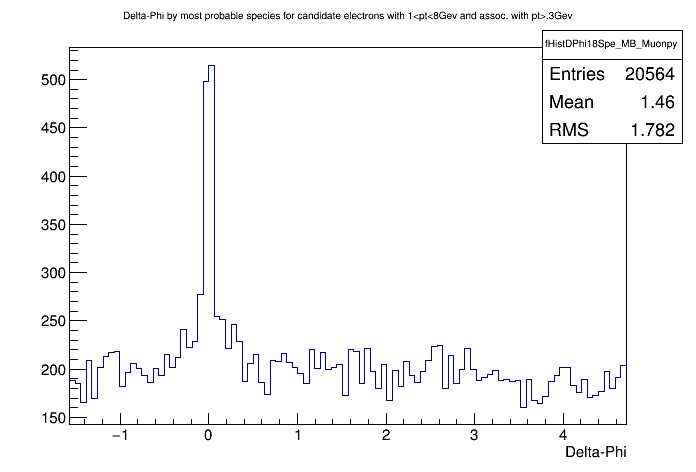 Delta-Phi by most probable species for candidate electrons with 1<pt<8Gev and assoc. with pt>.3Gev
fHistDPhi18Spe_MB_Muonpy
Entries 20564
Mean 1.46
RMS 1.782
500
450
400
350
300
250
200
150
−1 0 1 2 3 4
Delta-Phi